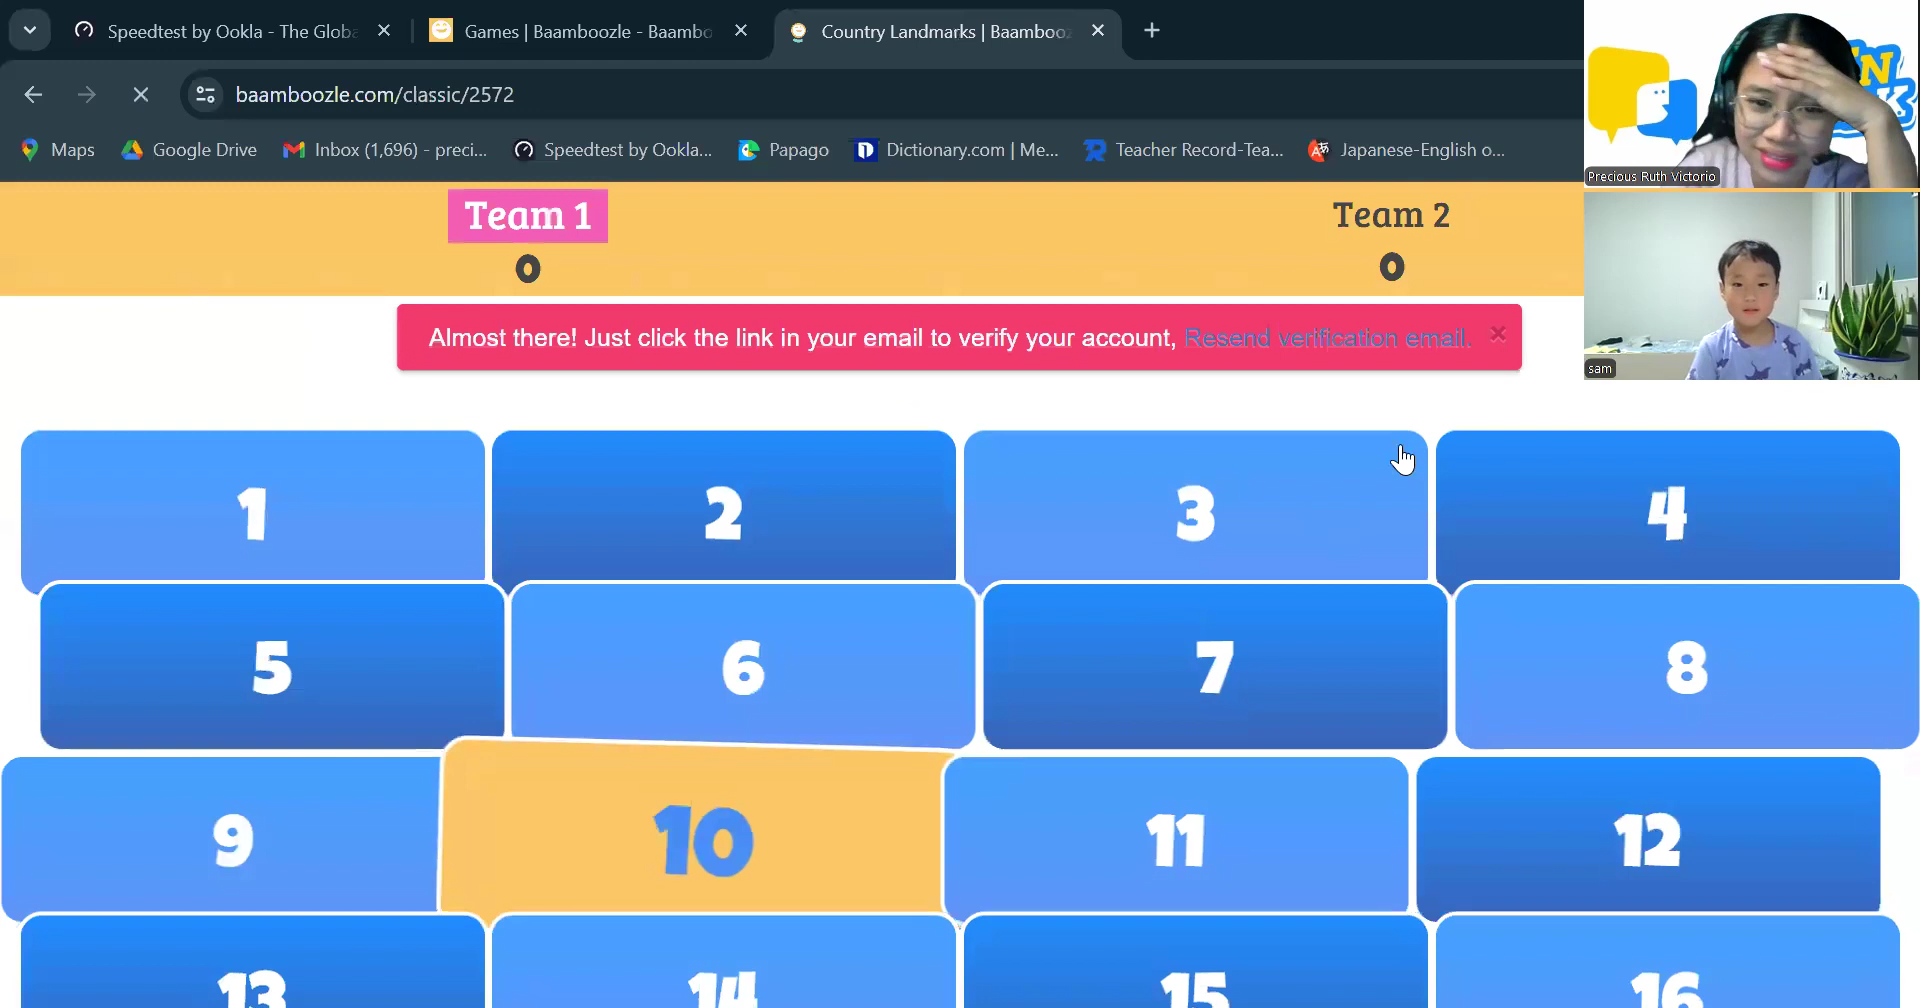 Speedtest by Ookla - The Globa
Games | Baamboozle - Baambo
Country Landmarks | Baambooz
baamboozle.com/classic/2572
Maps
Google Drive
Inbox (1,696) - preci...
Speedtest by Ookla...
Papago
Dictionary.com | Me...
Teacher Record-Tea...
Japanese-English o...
Team 1
0
Team 2
0
Almost there! Just click the link in your email to verify your account, Resend verification email.
Precious Ruth Victorio
sam
1
2
3
4
5
6
7
8
9
10
11
12
13
14
15
16